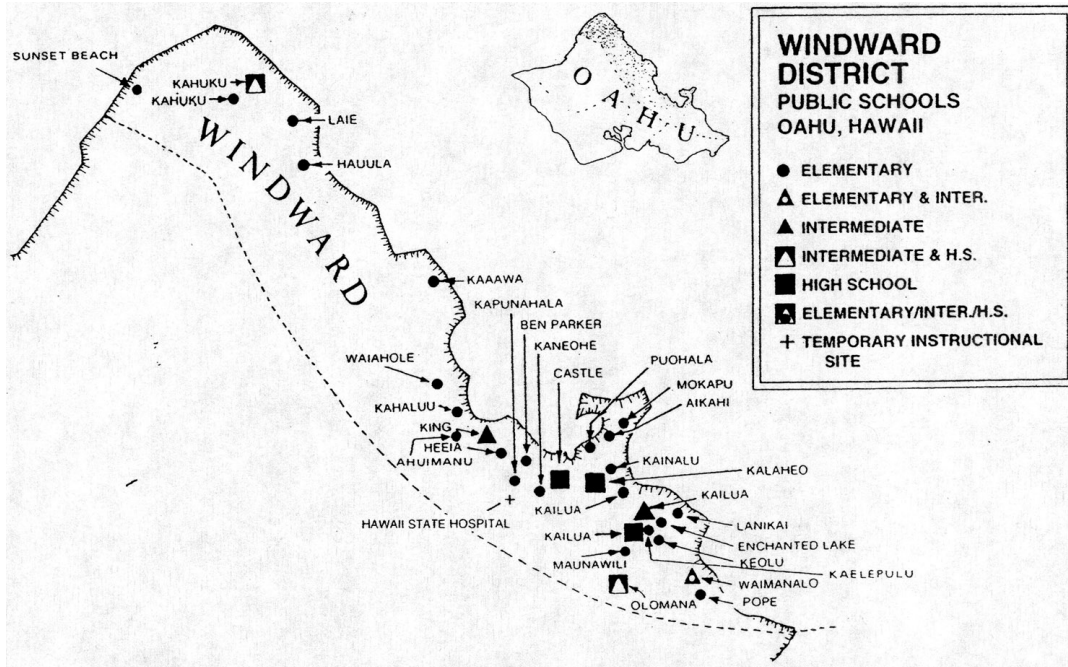 SUNSET BEACH
KAHUKU
KAHUKU
LAIE
HAUULA
WINDWARD
KAAAWA
KAPUNAHALA
BEN PARKER
KANEOHE
CASTLE
PUOHALA
MOKAPU
AIKAHI
WAIAHOLE
KAHALUU
KING
HEEIA
AHUIMANU
KAINALU
KALAHEO
KAILUA
KAILUA
HAWAII STATE HOSPITAL
KAILUA
LANIKAI
ENCHANTED LAKE
MAUNAWILI
KEOLU
KAELEPULU
WAIMANALO
OLOMANA
POPE
OAHU
WINDWARD
DISTRICT
PUBLIC SCHOOLS
OAHU, HAWAII
ELEMENTARY
ELEMENTARY & INTER.
INTERMEDIATE
INTERMEDIATE & H.S.
HIGH SCHOOL
ELEMENTARY/INTER./H.S.
TEMPORARY INSTRUCTIONAL
SITE